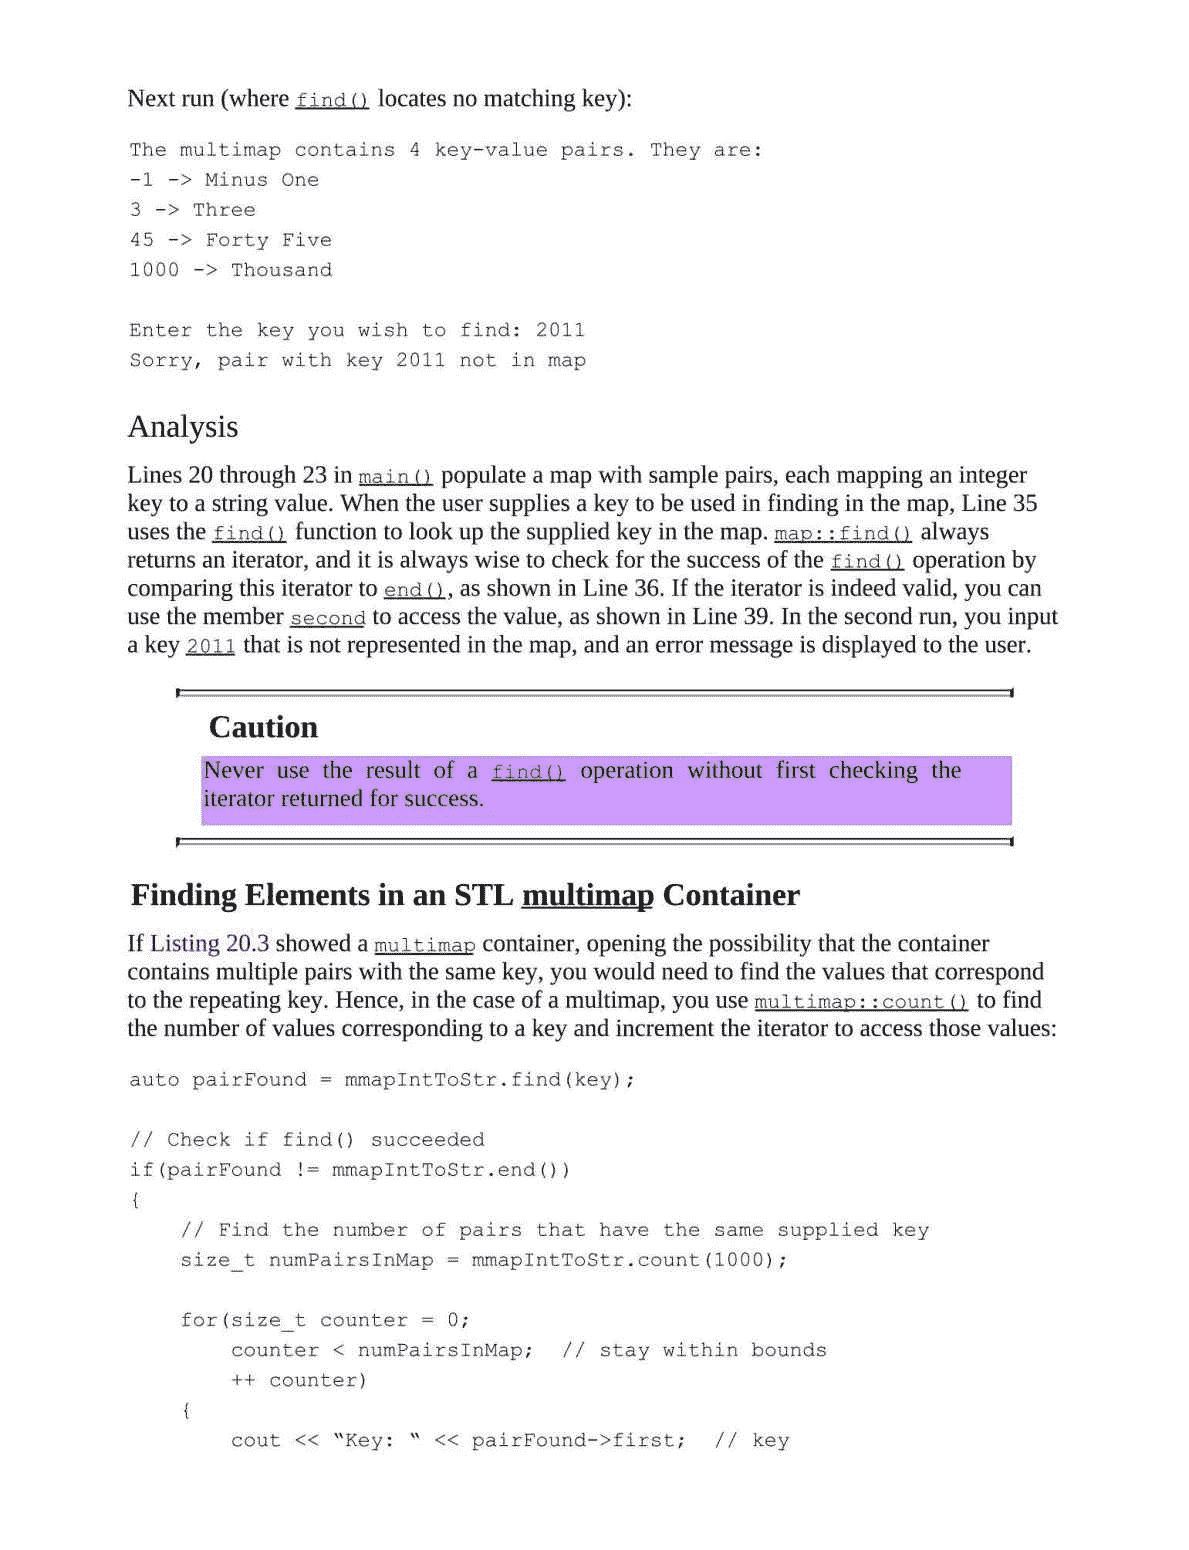 Next run (where find() locates no matching key):
The multimap contains 4 key-value pairs. They are:
-1 -> Minus One
3 -> Three
45 -> Forty Five
1000 -> Thousand
Enter the key you wish to find: 2011
Sorry, pair with key 2011 not in map
Analysis
Lines 20 through 23 in main() populate a map with sample pairs, each mapping an integer
key to a string value. When the user supplies a key to be used in finding in the map, Line 35
uses the find() function to look up the supplied key in the map. map::find() always
returns an iterator, and it is always wise to check for the success of the find() operation by
comparing this iterator to end(), as shown in Line 36. If the iterator is indeed valid, you can
use the member second to access the value, as shown in Line 39. In the second run, you input
a key 2011 that is not represented in the map, and an error message is displayed to the user.
Caution
Never use the result of a find() operation without first checking the
iterator returned for success.
Finding Elements in an STL multimap Container
If Listing 20.3 showed a multimap container, opening the possibility that the container
contains multiple pairs with the same key, you would need to find the values that correspond
to the repeating key. Hence, in the case of a multimap, you use multimap::count() to find
the number of values corresponding to a key and increment the iterator to access those values:
auto pairFound = mmapIntToStr.find(key);
// Check if find() succeeded
if(pairFound != mmapIntToStr.end())
{
// Find the number of pairs that have the same supplied key
size_t numPairsInMap = mmapIntToStr.count(1000);
for(size_t counter = 0;
counter < numPairsInMap; // stay within bounds
++ counter)
{
cout << “Key: “ << pairFound->first; // key